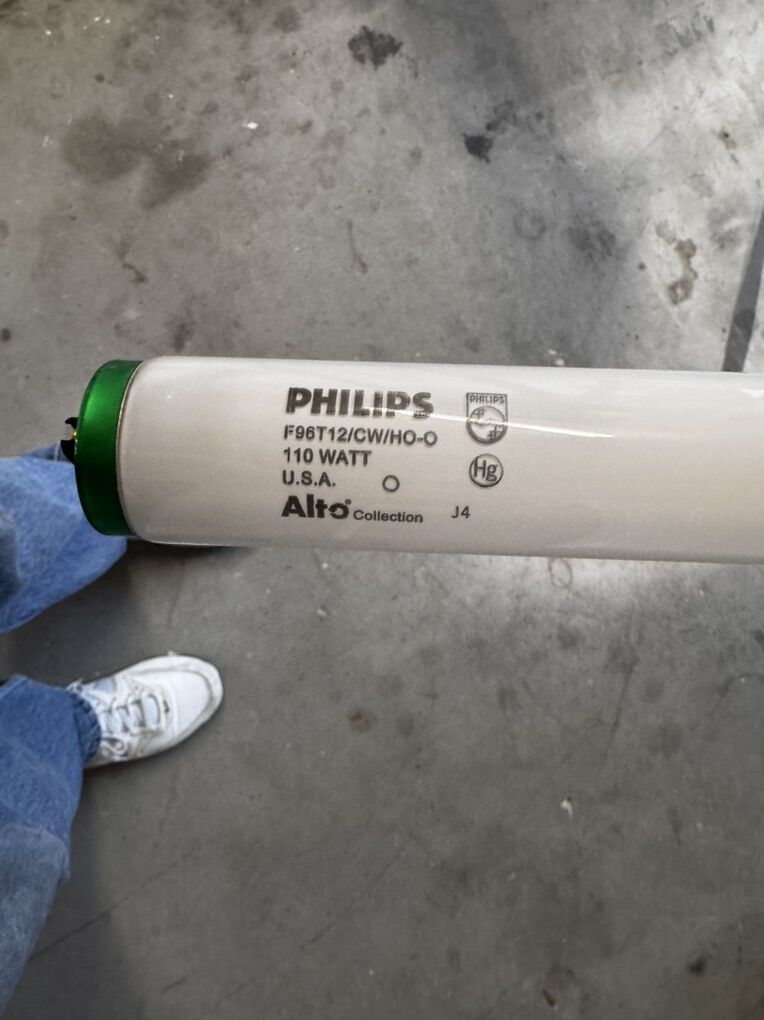 PHILIPS
F96T12/CW/HO-O
110 WATT
U.S.A.
Alto® Collection
J4
PHILIPS
Hg